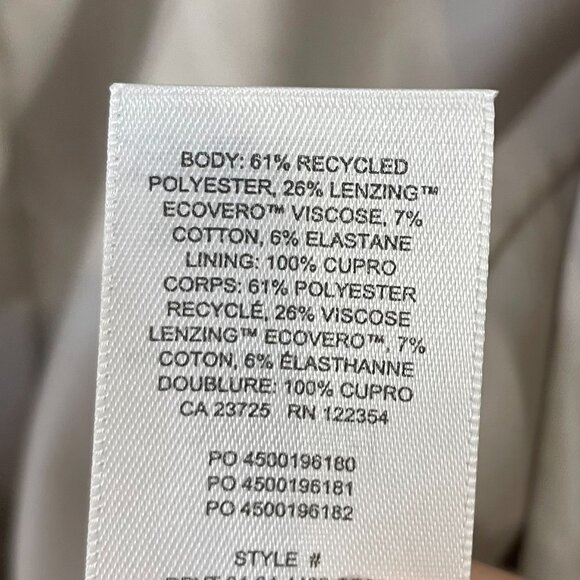 BODY: 61% RECYCLED
POLYESTER, 26% LENZING™
ECOVERO™ VISCOSE, 7%
COTTON, 6% ELASTANE
LINING: 100% CUPRO
CORPS: 61% POLYESTER
RECYCLÉ, 26% VISCOSE
LENZING™ ECOVERO™, 7%
COTON, 6% ÉLASTHANNE
DOUBLURE: 100% CUPRO
CA 23725 RN 122354
PO 4500196180
PO 4500196181
PO 4500196182
STYLE #